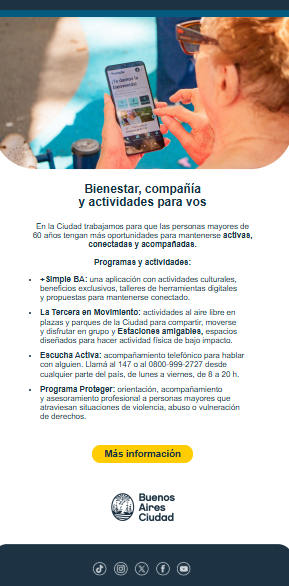 ¡Te damos la
bienvenida!
Bienestar, compañía
y actividades para vos
En la Ciudad trabajamos para que las personas mayores de
60 años tengan más oportunidades para mantenerse activas,
conectadas y acompañadas.
Programas y actividades:
• +Simple BA: una aplicación con actividades culturales,
beneficios exclusivos, talleres de herramientas digitales
y propuestas para mantenerse conectado.
• La Tercera en Movimiento: actividades al aire libre en
plazas y parques de la Ciudad para compartir, moverse
y disfrutar en grupo y Estaciones amigables, espacios
diseñados para hacer actividad física de bajo impacto.
• Escucha Activa: acompañamiento telefónico para hablar
con alguien. Llamá al 147 o al 0800-999-2727 desde
cualquier parte del país, de lunes a viernes, de 8 a 20 h.
• Programa Proteger: orientación, acompañamiento
y asesoramiento profesional a personas mayores que
atraviesan situaciones de violencia, abuso o vulneración
de derechos.
Más información
Buenos
Aires
Ciudad